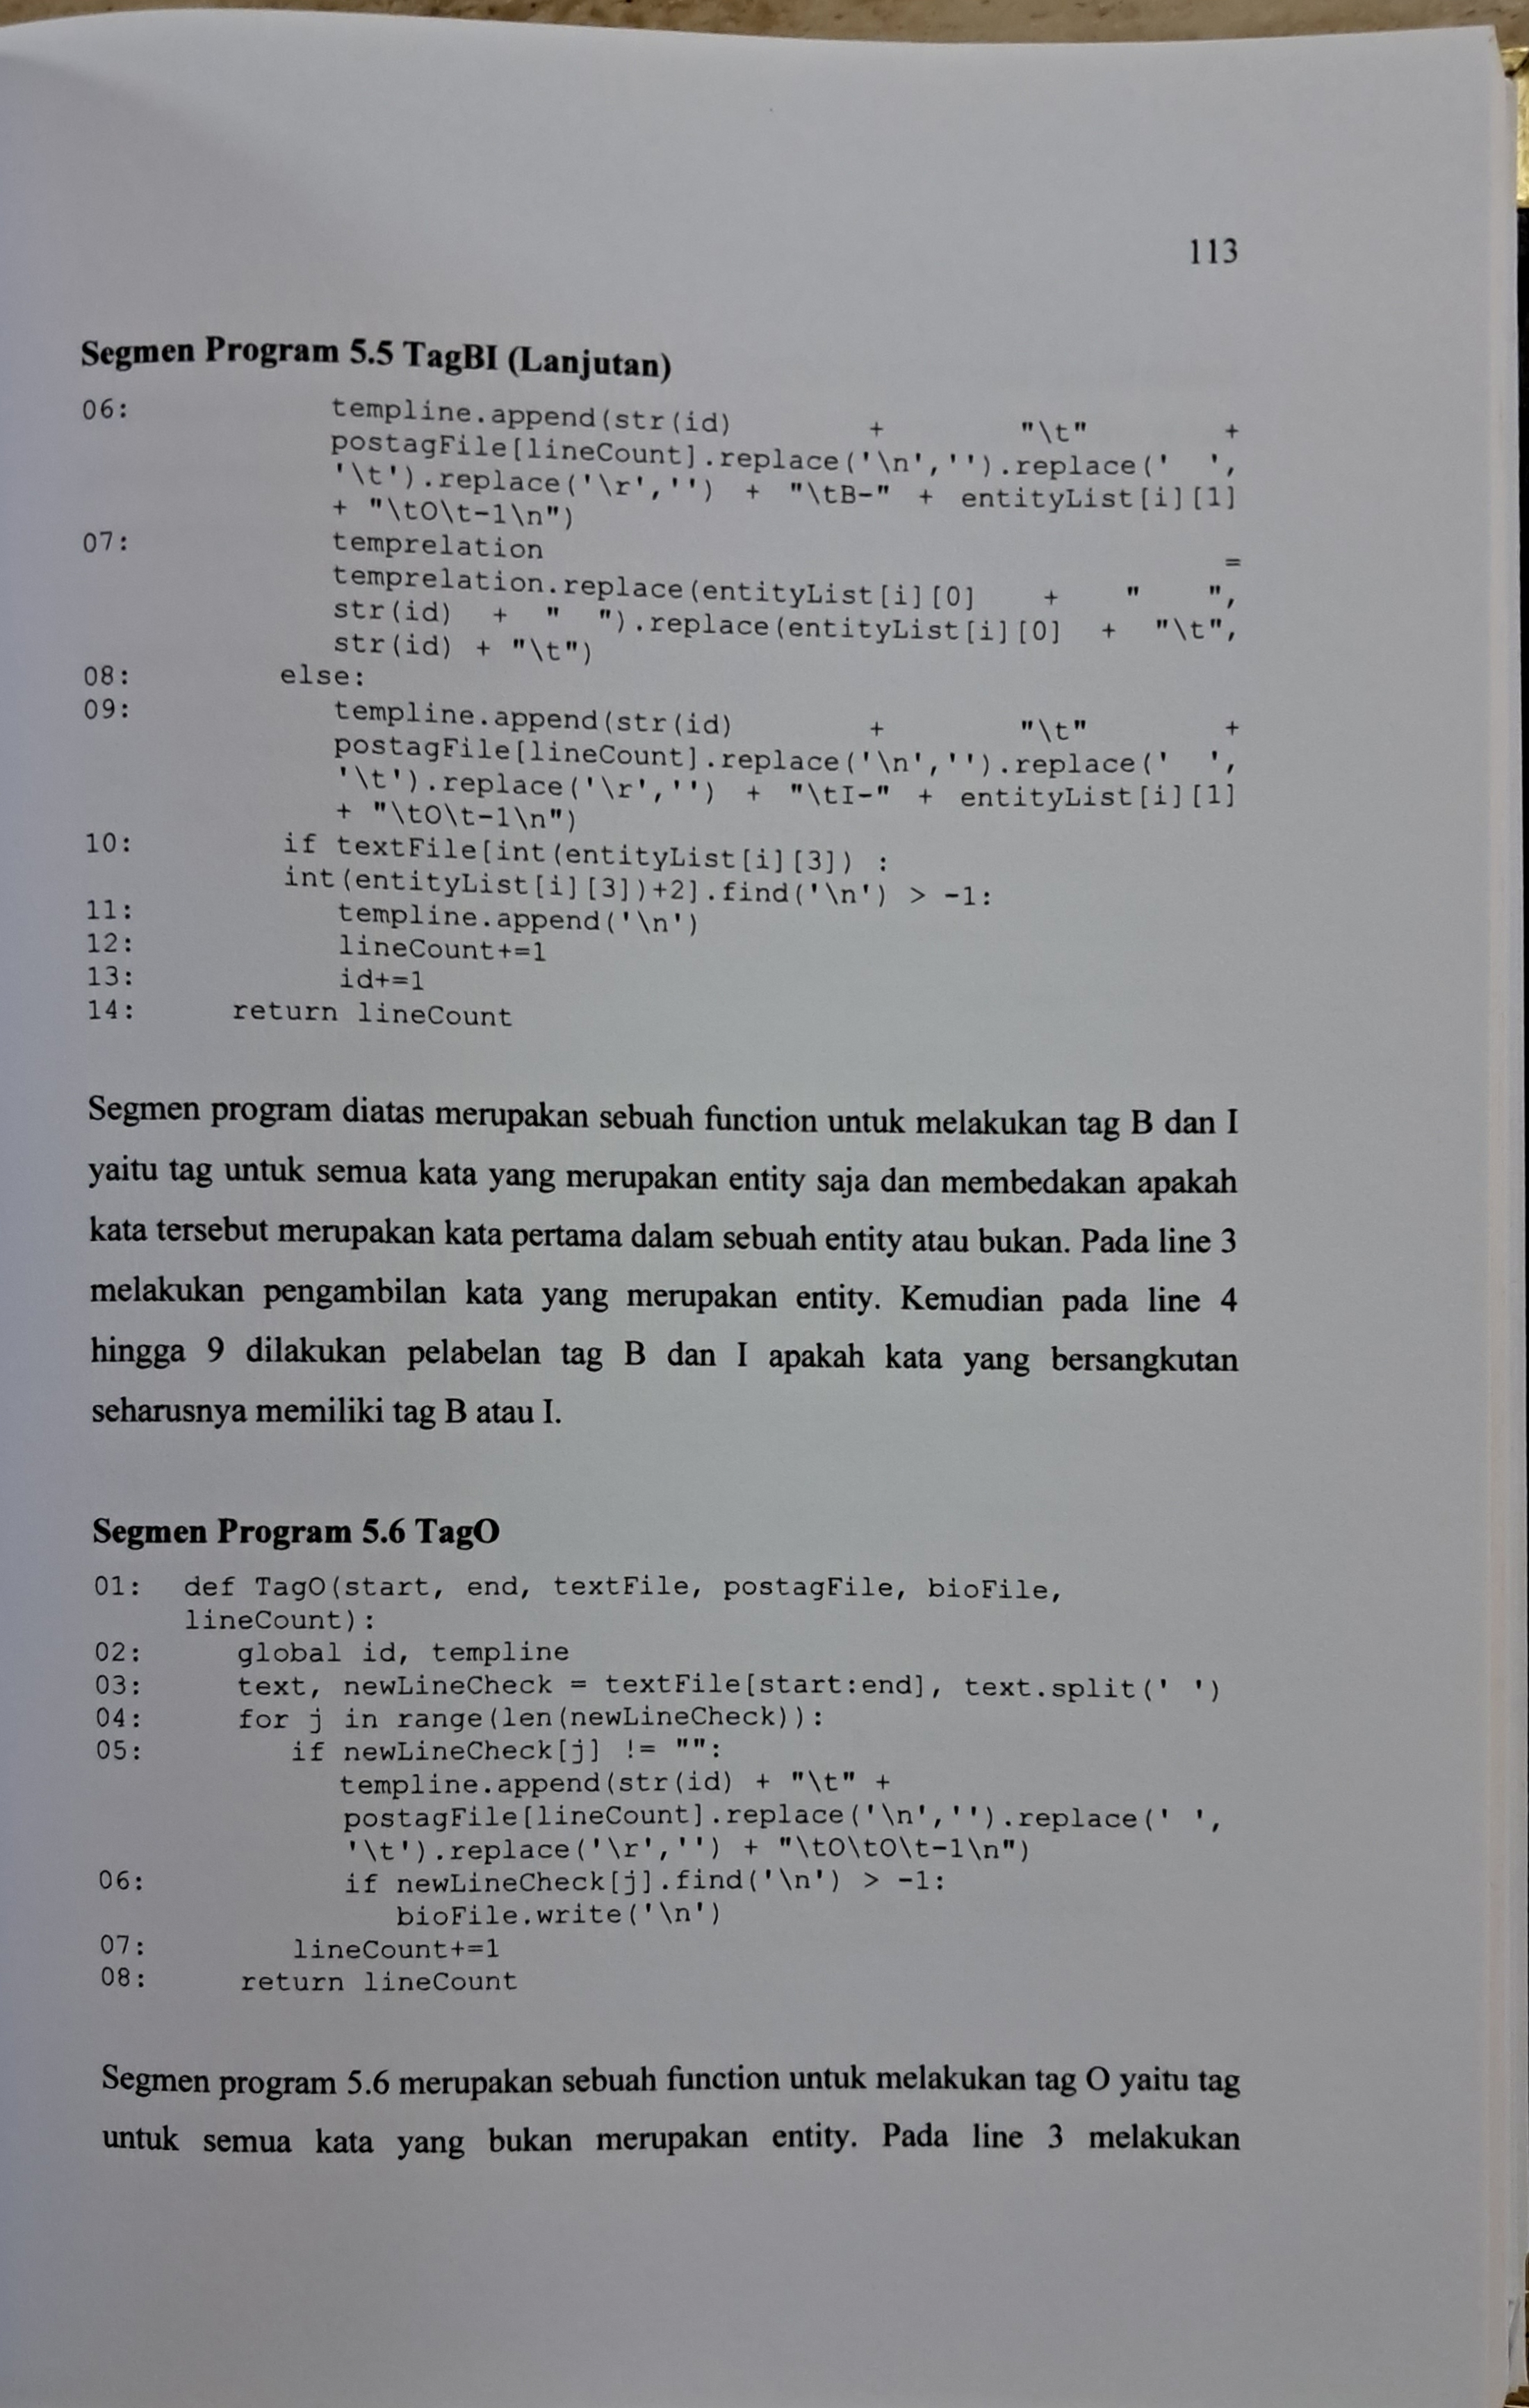 113
Segmen Program 5.5 TagBI (Lanjutan)
06: templine.append(str(id) + "\t" +
postagFile[lineCount].replace('\n','').replace(' ',
'\t').replace('\r','') + "\tB-" + entityList[i][1]
+ "\tO\t-1\n")
07: temprelation =
temprelation.replace(entityList[i][0] + " ",
str(id) + " ").replace(entityList[i][0] + "\t",
str(id) + "\t")
08: else:
09: templine.append(str(id) + "\t" +
postagFile[lineCount].replace('\n','').replace(' ',
'\t').replace('\r','') + "\tI-" + entityList[i][1]
+ "\tO\t-1\n")
10: if textFile[int(entityList[i][3]) :
int(entityList[i][3])+2].find('\n') > -1:
11: templine.append('\n')
12: lineCount+=1
13: id+=1
14: return lineCount
Segmen program diatas merupakan sebuah function untuk melakukan tag B dan I
yaitu tag untuk semua kata yang merupakan entity saja dan membedakan apakah
kata tersebut merupakan kata pertama dalam sebuah entity atau bukan. Pada line 3
melakukan pengambilan kata yang merupakan entity. Kemudian pada line 4
hingga 9 dilakukan pelabelan tag B dan I apakah kata yang bersangkutan
seharusnya memiliki tag B atau I.
Segmen Program 5.6 TagO
01: def TagO(start, end, textFile, postagFile, bioFile,
lineCount):
02: global id, templine
03: text, newLineCheck = textFile[start:end], text.split(' ')
04: for j in range(len(newLineCheck)):
05: if newLineCheck[j] != "":
templine.append(str(id) + "\t" +
postagFile[lineCount].replace('\n','').replace(' ',
'\t').replace('\r','') + "\tO\tO\t-1\n")
06: if newLineCheck[j].find('\n') > -1:
bioFile.write('\n')
07: lineCount+=1
08: return lineCount
Segmen program 5.6 merupakan sebuah function untuk melakukan tag O yaitu tag
untuk semua kata yang bukan merupakan entity. Pada line 3 melakukan